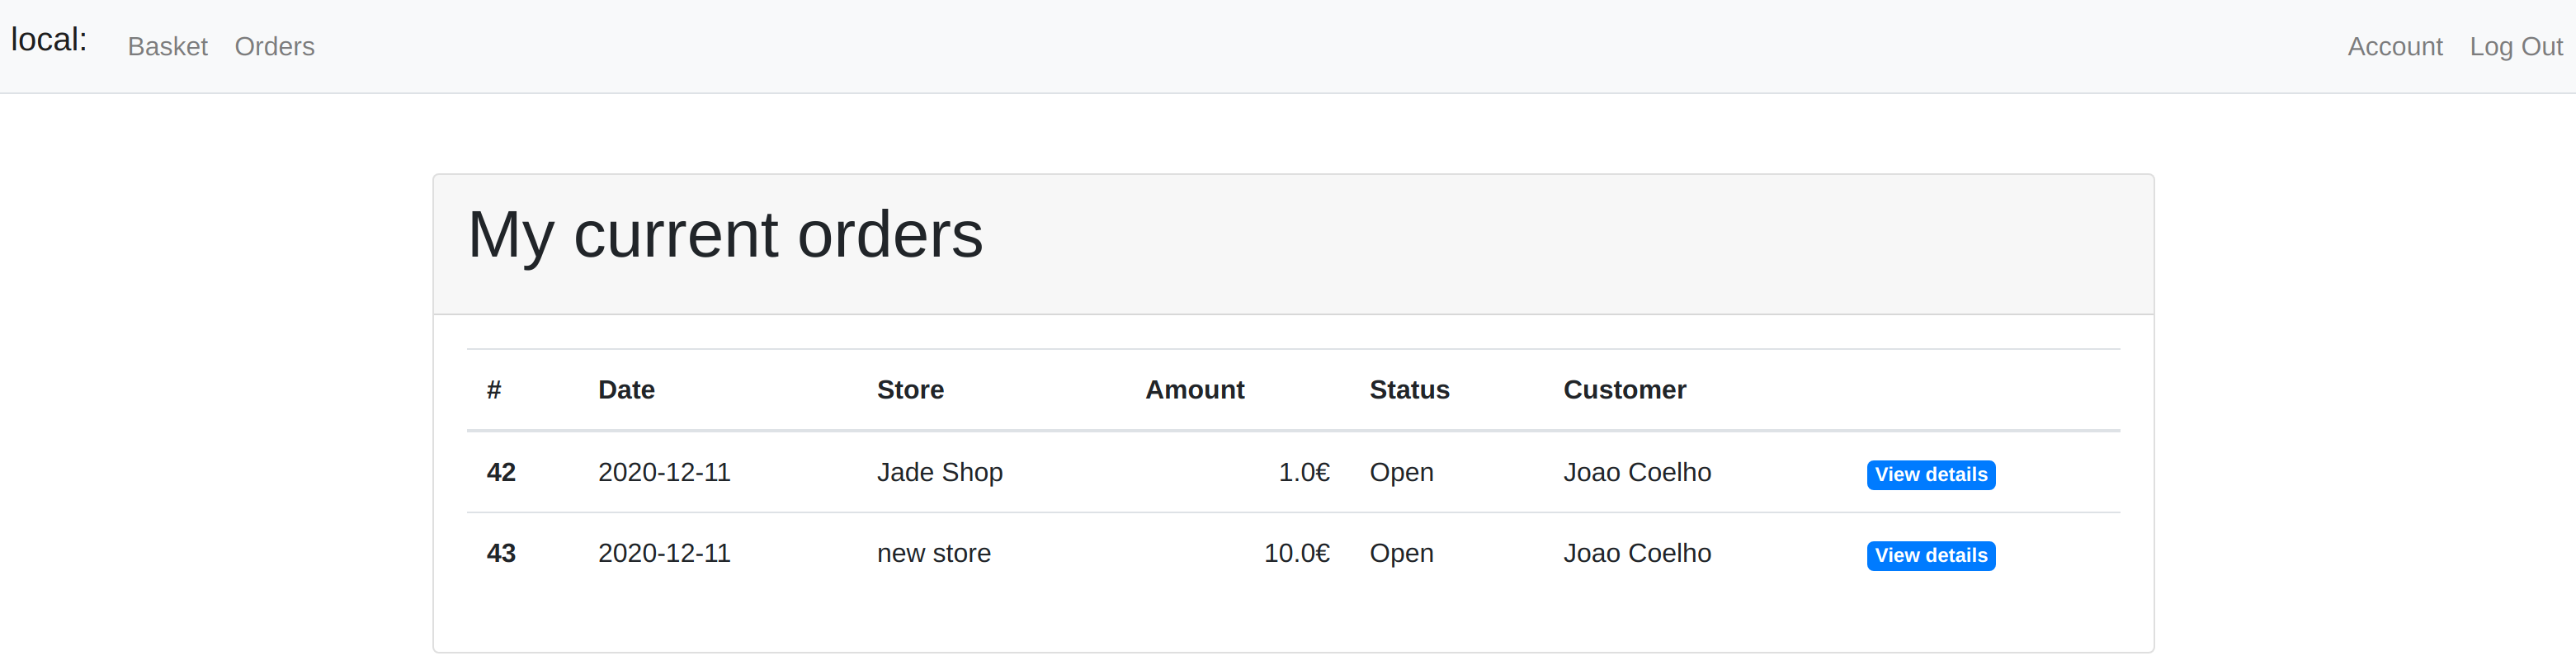 local: Basket Orders Account Log Out
My current orders
# Date Store Amount Status Customer
42 2020-12-11 Jade Shop 1.0€ Open Joao Coelho View details
43 2020-12-11 new store 10.0€ Open Joao Coelho View details